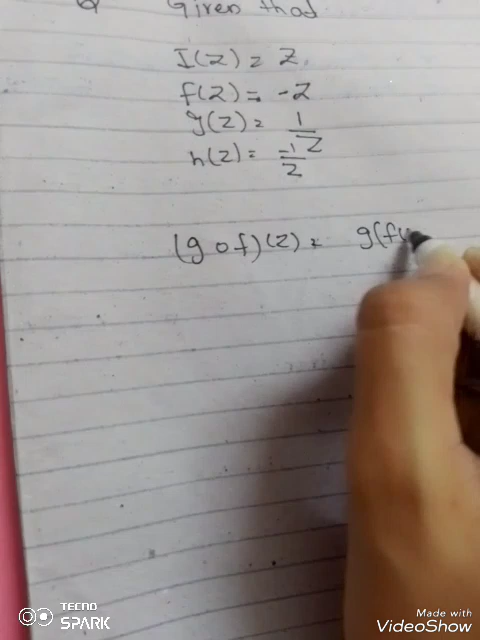 Given that
I(z) = z
f(z) = -z
g(z) = 1/z
h(z) = -1/z
(g o f)(z) = g(f(
TECNO
SPARK
Made with
VideoShow